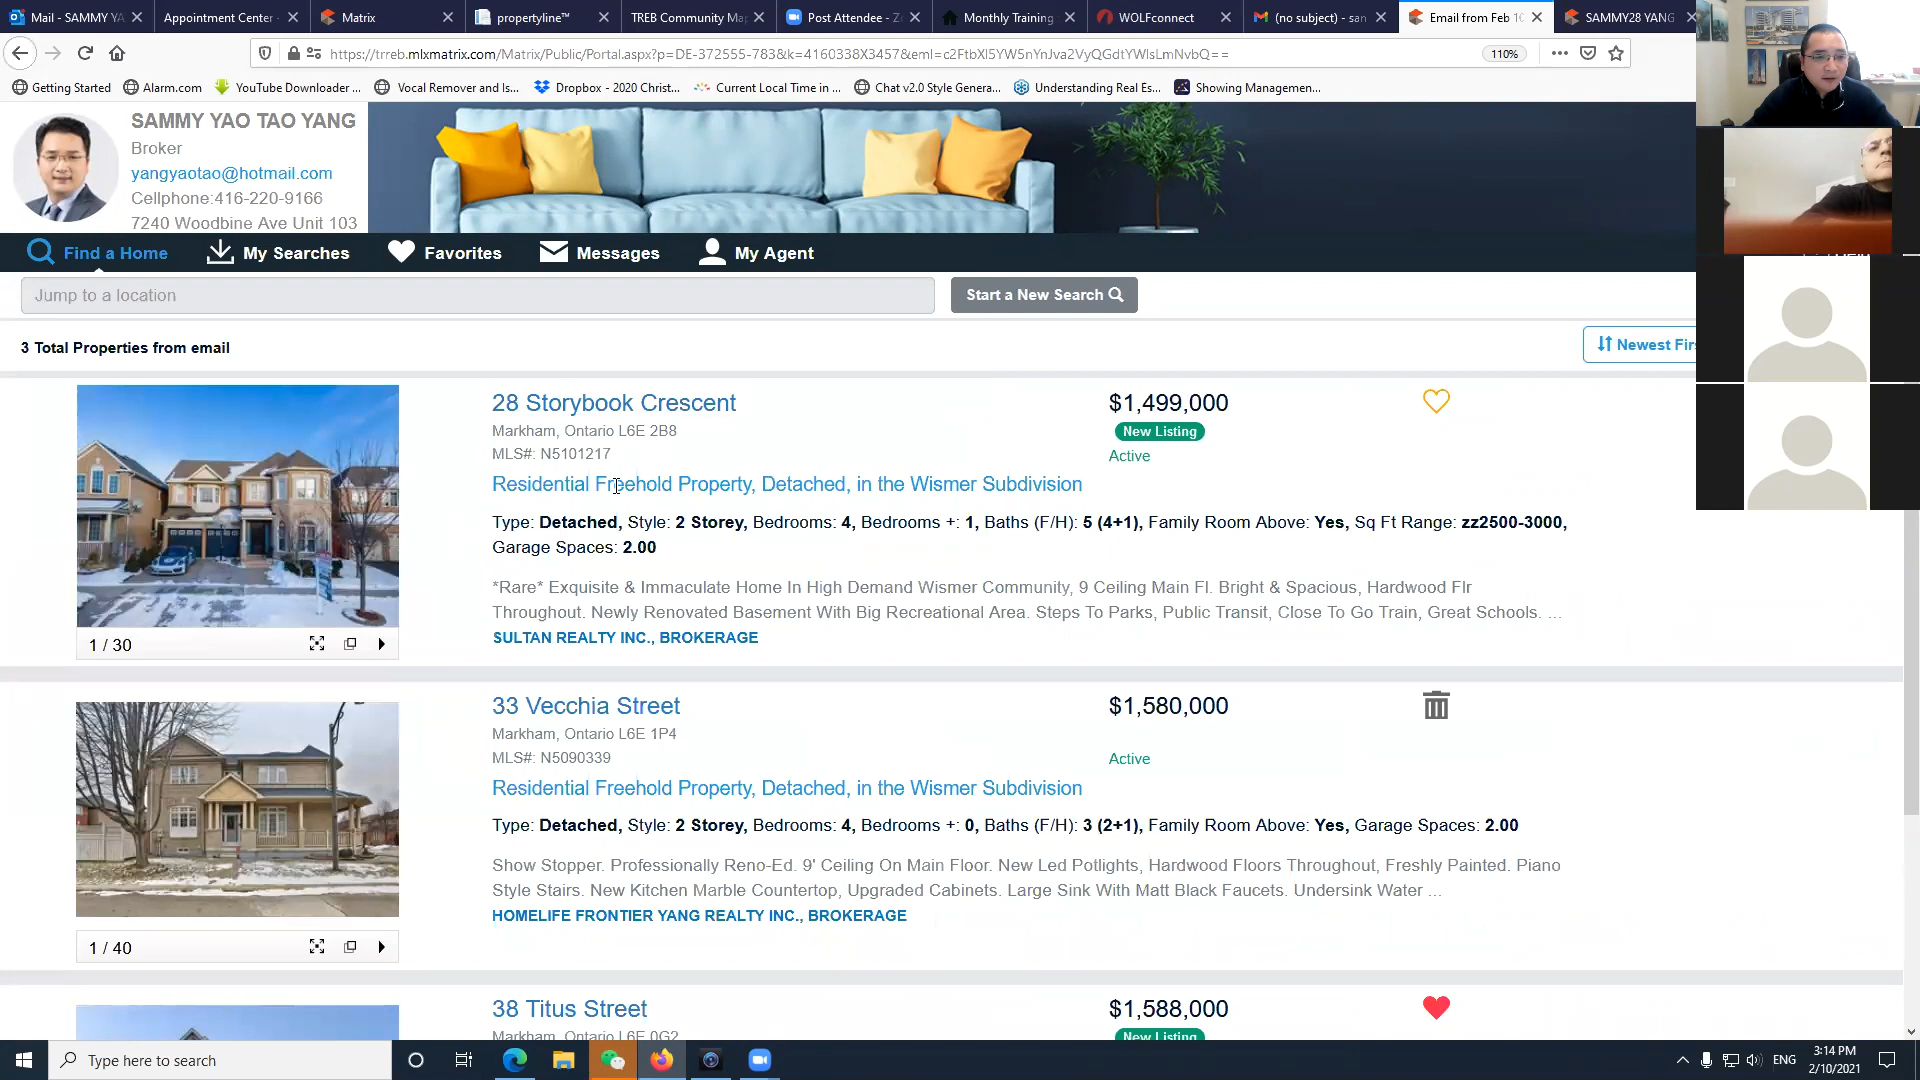 Mail - SAMMY YA
Appointment Center -
Matrix
propertyline™
TREB Community Ma
Post Attendee - Z
Monthly Training
WOLFconnect
(no subject) - san
Email from Feb 10
SAMMY28 YANG
https://trreb.mlxmatrix.com/Matrix/Public/Portal.aspx?p=DE-372555-783&k=4160338X3457&eml=c2FtbXl5YW5nYnJva2VyQGdtYWlsLmNvbQ==
110%
Getting Started
Alarm.com
YouTube Downloader ...
Vocal Remover and Is...
Dropbox - 2020 Christ...
Current Local Time in ...
Chat v2.0 Style Genera...
Understanding Real Es...
Showing Managemen...
SAMMY YAO TAO YANG
Broker
yangyaotao@hotmail.com
Cellphone:416-220-9166
7240 Woodbine Ave Unit 103
Find a Home
My Searches
Favorites
Messages
My Agent
Jump to a location
Start a New Search
3 Total Properties from email
Newest Firs
28 Storybook Crescent
$1,499,000
Markham, Ontario L6E 2B8
New Listing
MLS#: N5101217
Active
Residential Freehold Property, Detached, in the Wismer Subdivision
Type: Detached, Style: 2 Storey, Bedrooms: 4, Bedrooms +: 1, Baths (F/H): 5 (4+1), Family Room Above: Yes, Sq Ft Range: zz2500-3000,
Garage Spaces: 2.00
*Rare* Exquisite & Immaculate Home In High Demand Wismer Community, 9 Ceiling Main Fl. Bright & Spacious, Hardwood Flr
Throughout. Newly Renovated Basement With Big Recreational Area. Steps To Parks, Public Transit, Close To Go Train, Great Schools. ...
SULTAN REALTY INC., BROKERAGE
1 / 30
33 Vecchia Street
$1,580,000
Markham, Ontario L6E 1P4
MLS#: N5090339
Active
Residential Freehold Property, Detached, in the Wismer Subdivision
Type: Detached, Style: 2 Storey, Bedrooms: 4, Bedrooms +: 0, Baths (F/H): 3 (2+1), Family Room Above: Yes, Garage Spaces: 2.00
Show Stopper. Professionally Reno-Ed. 9' Ceiling On Main Floor. New Led Potlights, Hardwood Floors Throughout, Freshly Painted. Piano
Style Stairs. New Kitchen Marble Countertop, Upgraded Cabinets. Large Sink With Matt Black Faucets. Undersink Water ...
HOMELIFE FRONTIER YANG REALTY INC., BROKERAGE
1 / 40
38 Titus Street
$1,588,000
Markham, Ontario L6E 0G2
New Listing
Type here to search
ENG
3:14 PM
2/10/2021